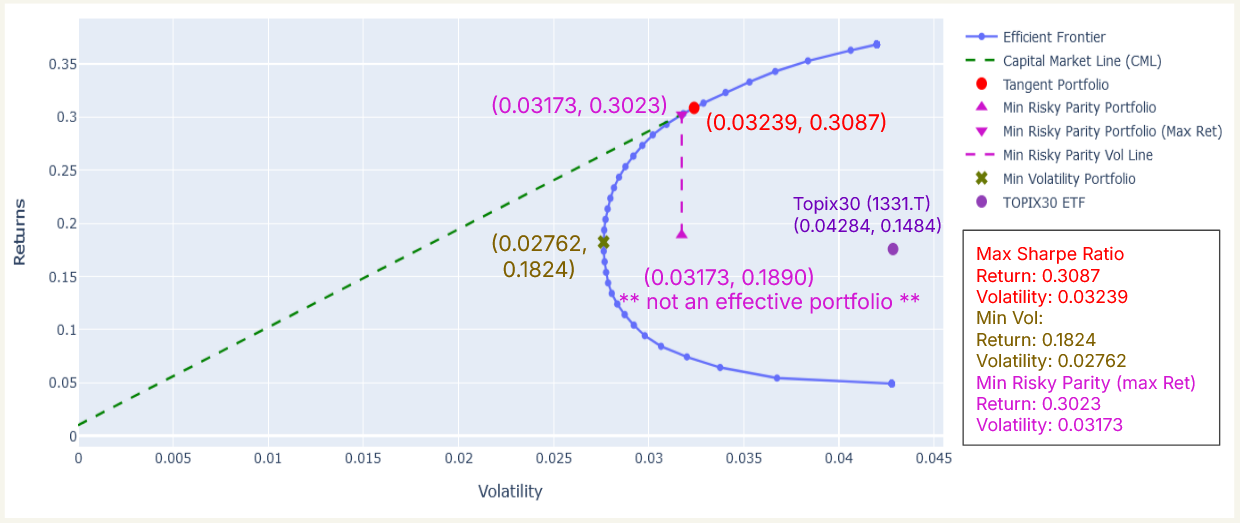 Returns
0.35
0.3
0.25
0.2
0.15
0.1
0.05
0
0
0.005
0.01
0.015
0.02
0.025
0.03
0.035
0.04
0.045
Volatility
(0.03173, 0.3023)
(0.03239, 0.3087)
Topix30 (1331.T)
(0.04284, 0.1484)
(0.02762,
0.1824)
(0.03173, 0.1890)
** not an effective portfolio **
Efficient Frontier
Capital Market Line (CML)
Tangent Portfolio
Min Risky Parity Portfolio
Min Risky Parity Portfolio (Max Ret)
Min Risky Parity Vol Line
Min Volatility Portfolio
TOPIX30 ETF
Max Sharpe Ratio
Return: 0.3087
Volatility: 0.03239
Min Vol:
Return: 0.1824
Volatility: 0.02762
Min Risky Parity (max Ret)
Return: 0.3023
Volatility: 0.03173